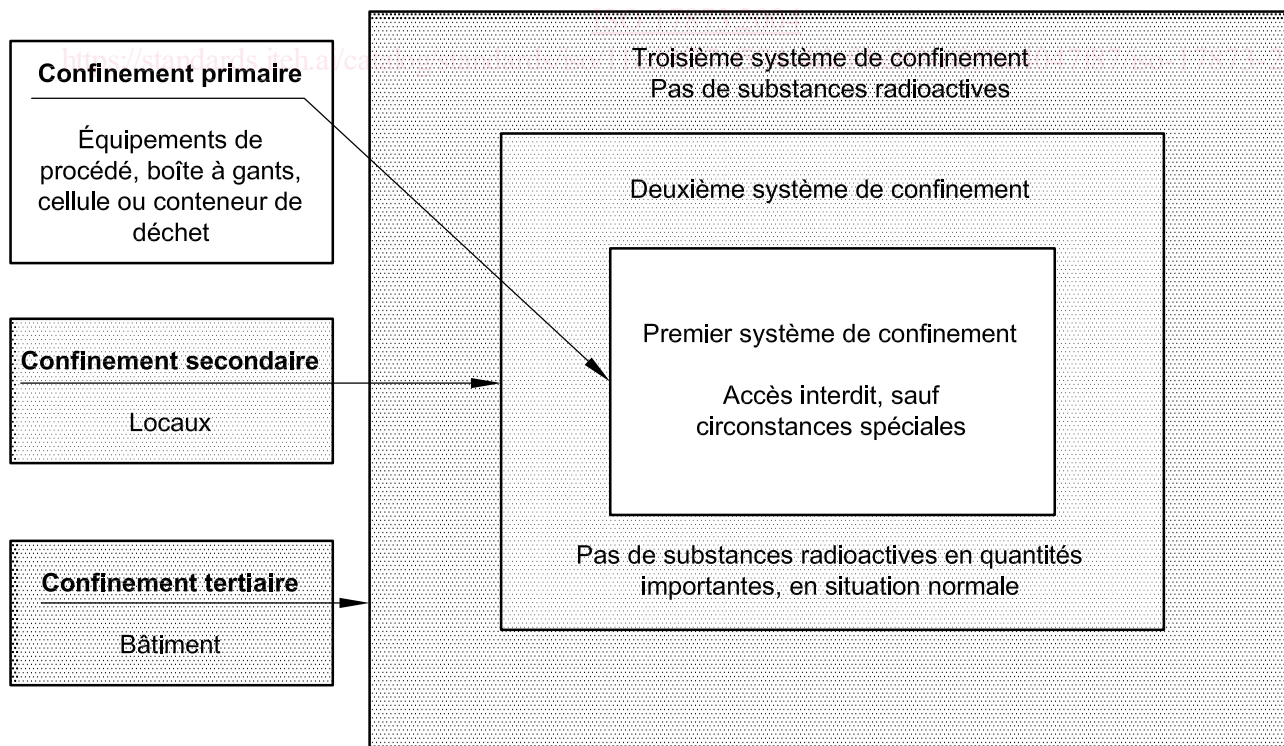 Confinement primaire
Équipements de
procédé, boîte à gants,
cellule ou conteneur de
déchet
Confinement secondaire
Locaux
Confinement tertiaire
Bâtiment
Troisième système de confinement
Pas de substances radioactives
Deuxième système de confinement
Premier système de confinement
Accès interdit, sauf
circonstances spéciales
Pas de substances radioactives en quantités
importantes, en situation normale